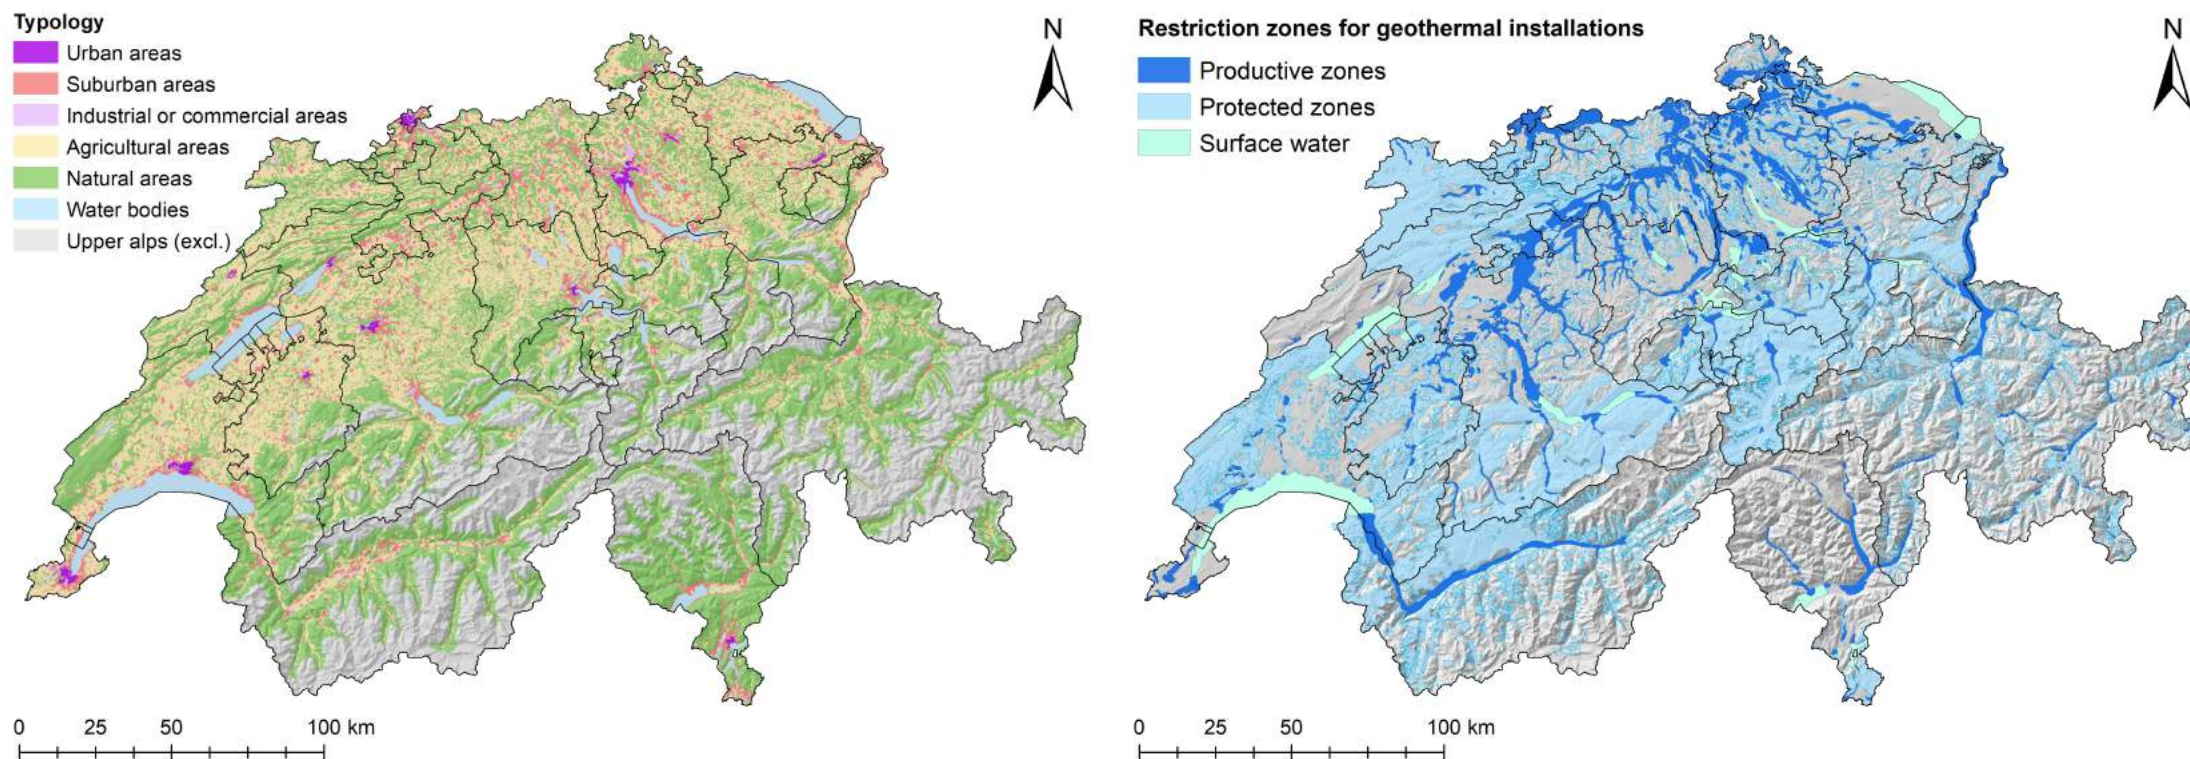 Typology
Urban areas
Suburban areas
Industrial or commercial areas
Agricultural areas
Natural areas
Water bodies
Upper alps (excl.)
N
0 25 50 100 km
Restriction zones for geothermal installations
Productive zones
Protected zones
Surface water
N
0 25 50 100 km